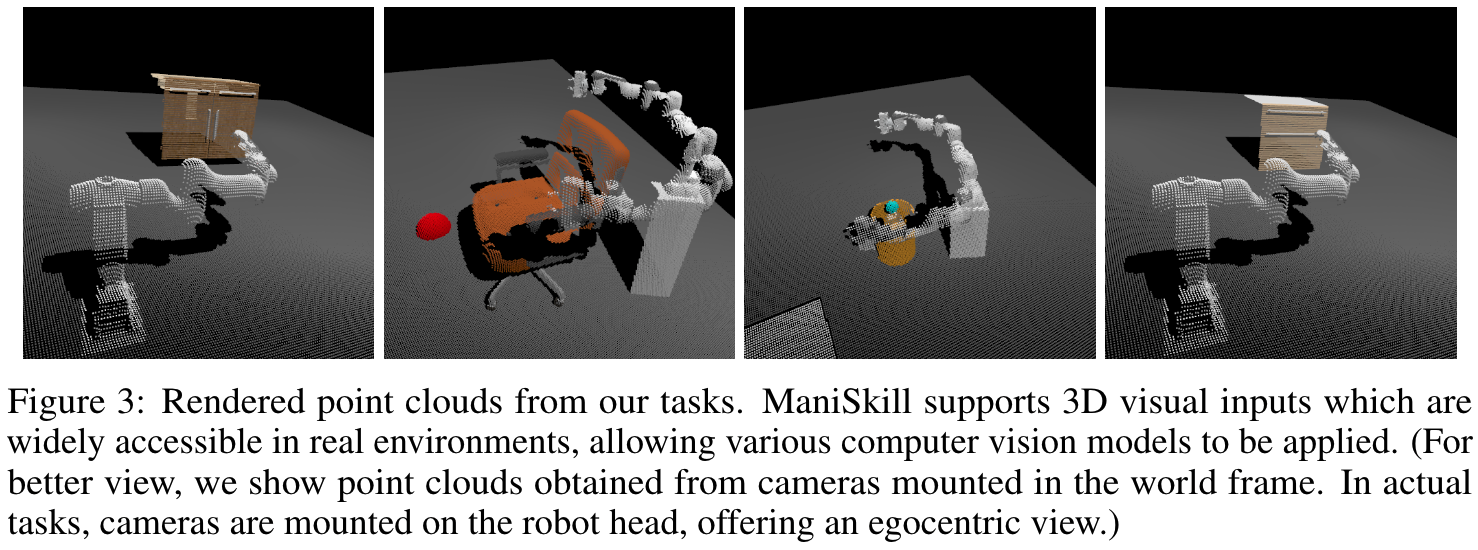 Figure 3: Rendered point clouds from our tasks. ManiSkill supports 3D visual inputs which are
widely accessible in real environments, allowing various computer vision models to be applied. (For
better view, we show point clouds obtained from cameras mounted in the world frame. In actual
tasks, cameras are mounted on the robot head, offering an egocentric view.)